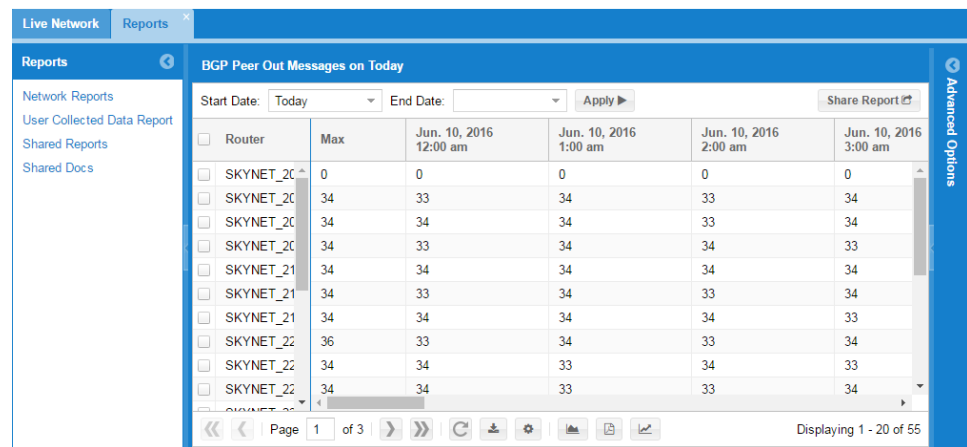 Live Network Reports
Reports
Network Reports
User Collected Data Report
Shared Reports
Shared Docs
BGP Peer Out Messages on Today
Start Date: Today End Date: Apply Share Report
Router Max Jun. 10, 2016 12:00 am Jun. 10, 2016 1:00 am Jun. 10, 2016 2:00 am Jun. 10, 2016 3:00 am
SKYNET_20 0 0 0 0 0
SKYNET_20 34 33 34 33 34
SKYNET_20 34 34 34 33 34
SKYNET_20 34 33 34 34 33
SKYNET_21 34 34 34 34 34
SKYNET_21 34 33 34 33 34
SKYNET_21 34 34 34 34 33
SKYNET_22 36 33 34 33 34
SKYNET_22 34 34 33 34 33
SKYNET_22 34 34 33 33 34
Page 1 of 3 Displaying 1 - 20 of 55
Advanced Options